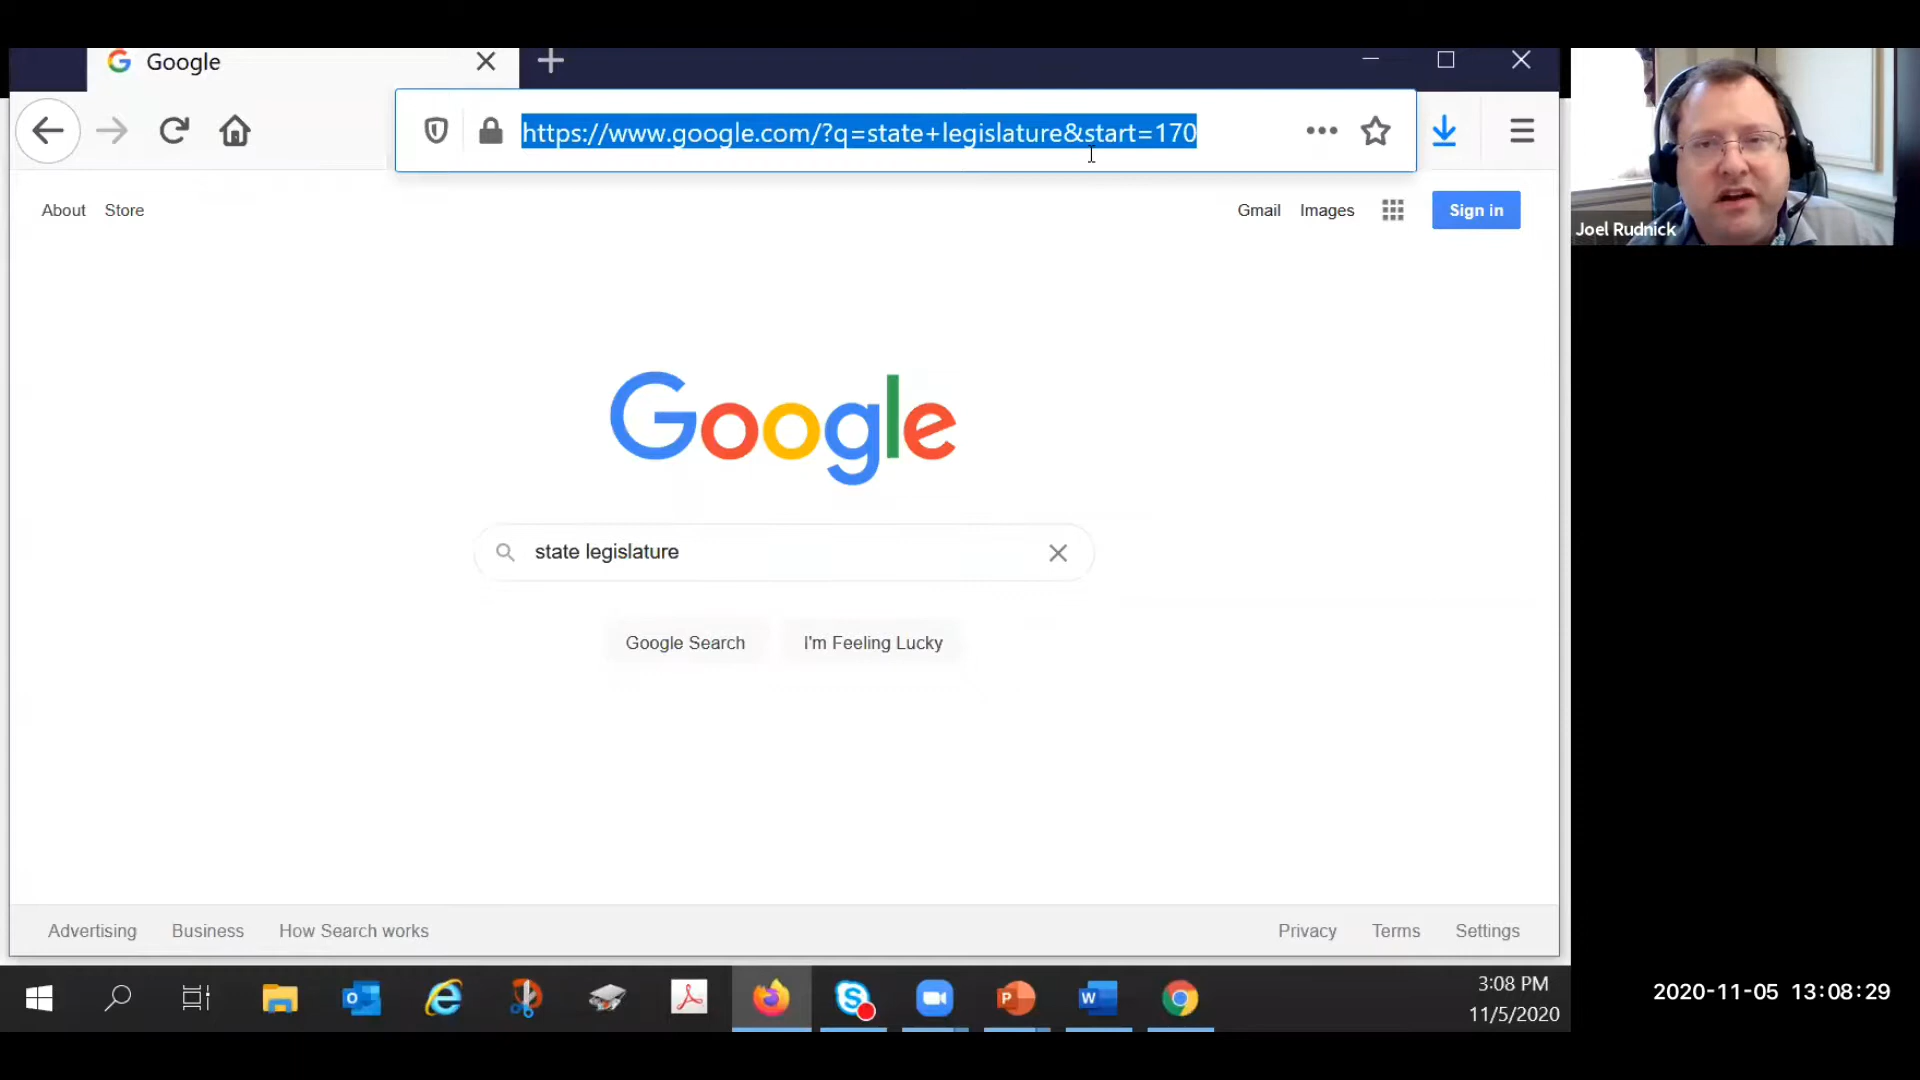 Google
https://www.google.com/?q=state+legislature&start=170
About Store
Gmail Images Sign in
Joel Rudnick
Google
state legislature
Google Search I'm Feeling Lucky
Advertising Business How Search works
Privacy Terms Settings
3:08 PM
11/5/2020
2020-11-05 13:08:29